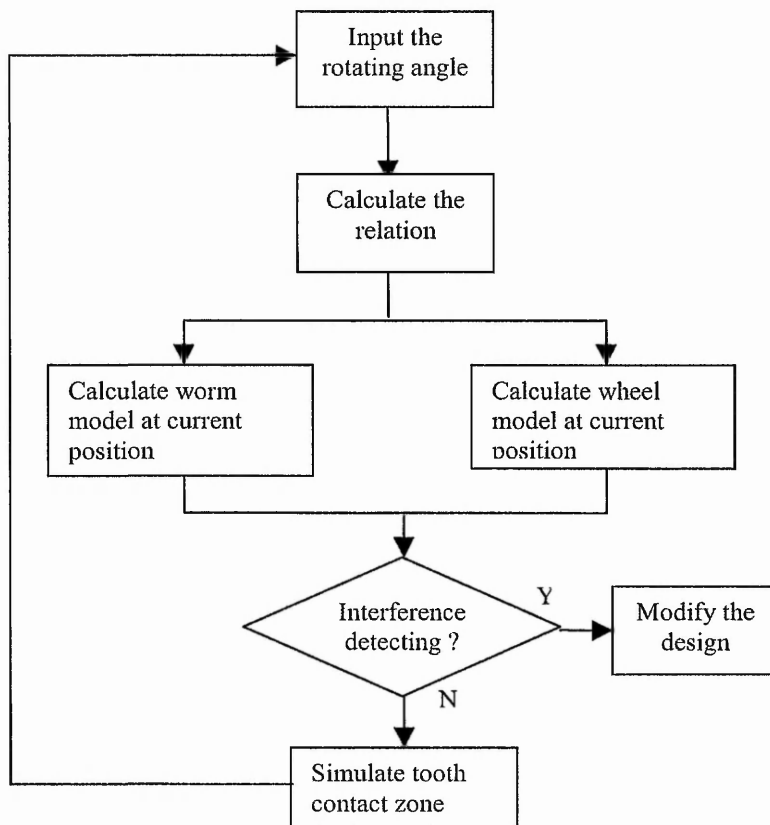 Input the
rotating angle
Calculate the
relation
Calculate worm
model at current
position
Calculate wheel
model at current
position
Interference
detecting ?
Y
Modify the
design
N
Simulate tooth
contact zone